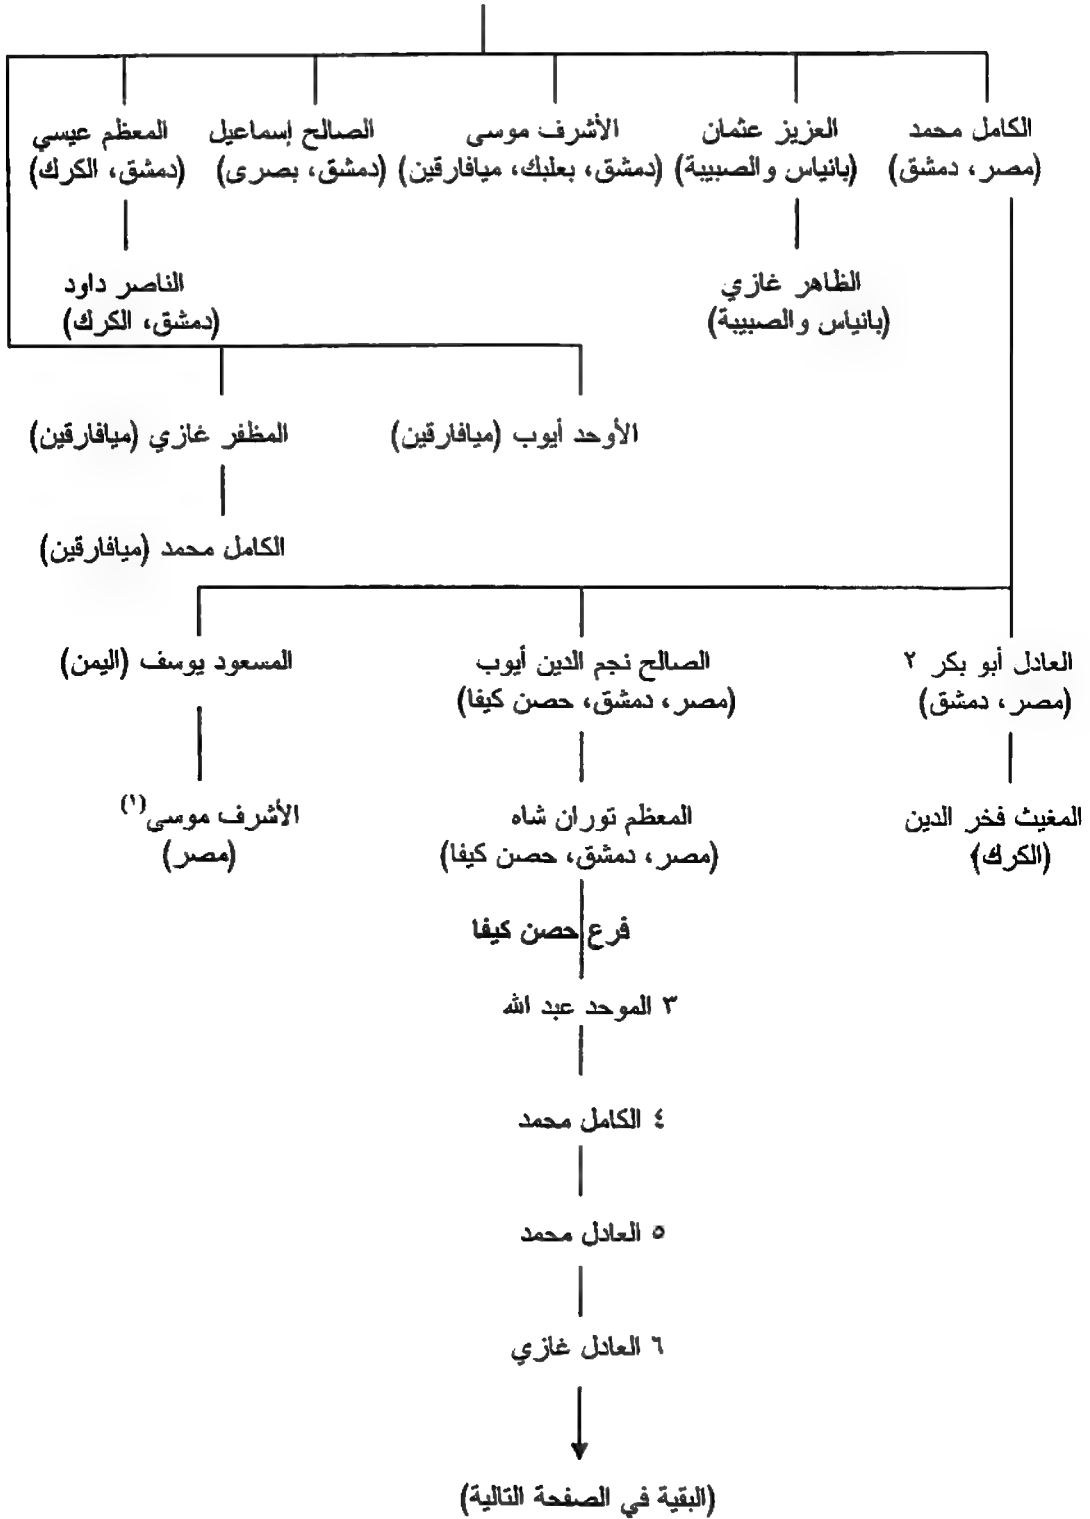 الكامل محمد
(مصر، دمشق)
العزيز عثمان
(بانياس والصبيبة)
الأشرف موسى
(دمشق، بعلبك، ميافارقين)
الصالح إسماعيل
(دمشق، بصرى)
المعظم عيسي
(دمشق، الكرك)
الظاهر غازي
(بانياس والصبيبة)
الناصر داود
(دمشق، الكرك)
الأوحد أيوب (ميافارقين)
المظفر غازي (ميافارقين)
الكامل محمد (ميافارقين)
العادل أبو بكر ٢
(مصر، دمشق)
الصالح نجم الدين أيوب
(مصر، دمشق، حصن كيفا)
المسعود يوسف (اليمن)
المغيث فخر الدين
(الكرك)
المعظم توران شاه
(مصر، دمشق، حصن كيفا)
الأشرف موسى(١)
(مصر)
فرع حصن كيفا
٣ الموحد عبد الله
٤ الكامل محمد
٥ العادل محمد
٦ العادل غازي
(البقية في الصفحة التالية)